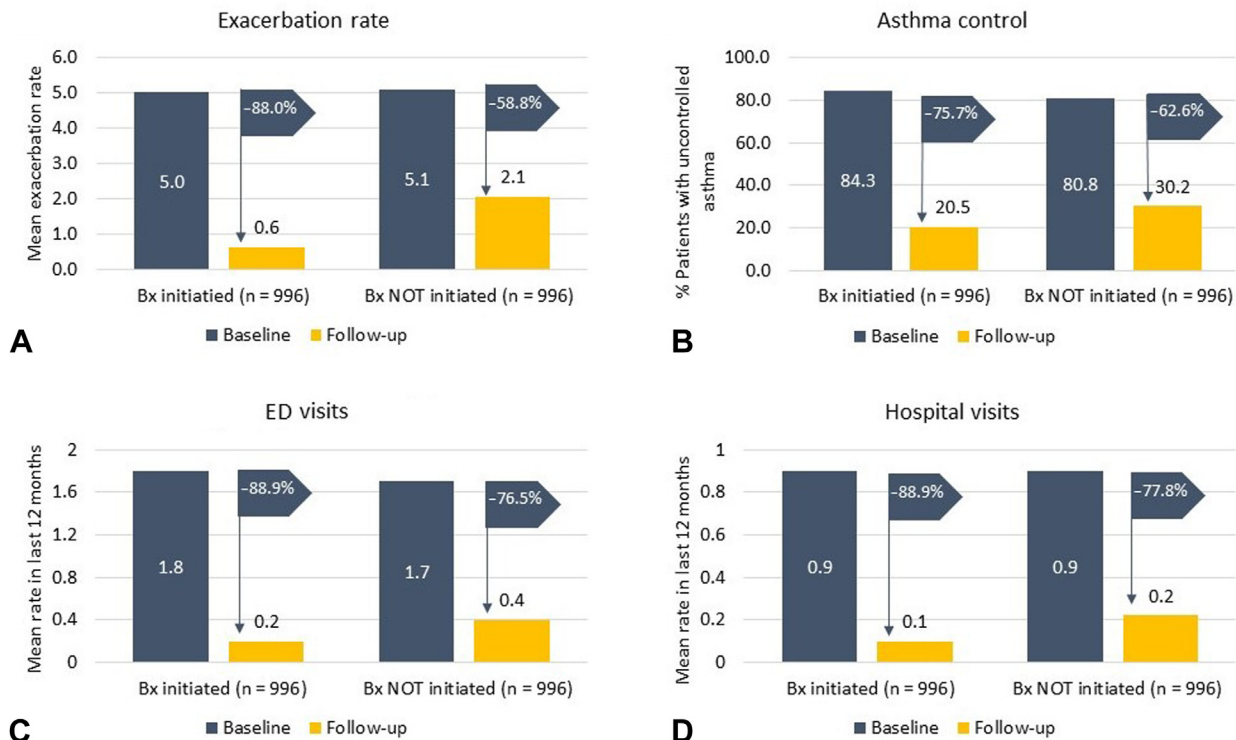 Exacerbation rate
Mean exacerbation rate
6.0
5.0
4.0
3.0
2.0
1.0
0.0
5.0
−88.0%
0.6
5.1
−58.8%
2.1
Bx initiatied (n = 996)
Bx NOT initiated (n = 996)
Baseline
Follow-up
A
Asthma control
% Patients with uncontrolled
asthma
100.0
80.0
60.0
40.0
20.0
0.0
84.3
−75.7%
20.5
80.8
−62.6%
30.2
Bx initiated (n = 996)
Bx NOT initiated (n = 996)
Baseline
Follow-up
B
ED visits
Mean rate in last 12 months
2
1.6
1.2
0.8
0.4
0
1.8
−88.9%
0.2
1.7
−76.5%
0.4
Bx initiated (n = 996)
Bx NOT initiated (n = 996)
Baseline
Follow-up
C
Hospital visits
Mean rate in last 12 months
1
0.8
0.6
0.4
0.2
0
0.9
−88.9%
0.1
0.9
−77.8%
0.2
Bx initiated (n = 996)
Bx NOT initiated (n = 996)
Baseline
Follow-up
D